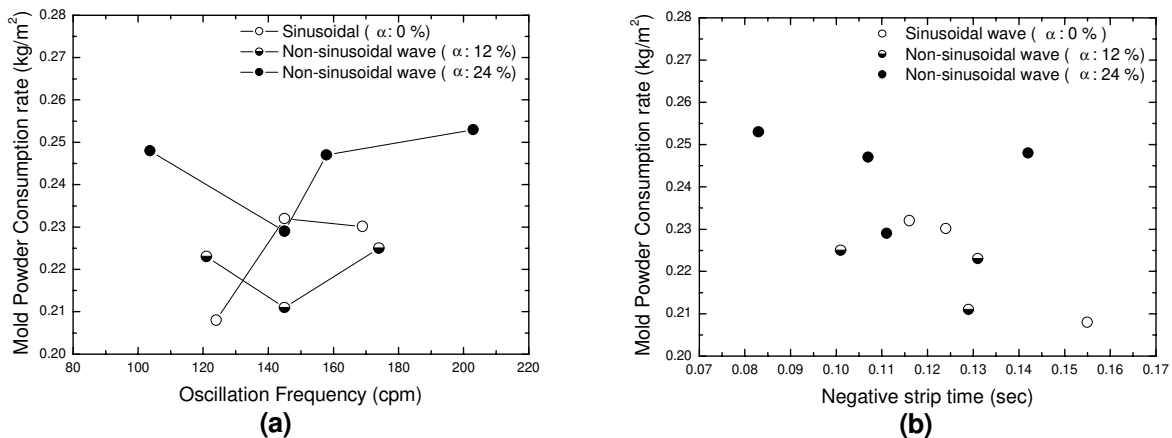 Mold Powder Consumption rate (kg/m²)
0.28
0.27
0.26
0.25
0.24
0.23
0.22
0.21
0.20
Sinusoidal ( α: 0 %)
Non-sinusoidal wave ( α: 12 %)
Non-sinusoidal wave ( α: 24 %)
80 100 120 140 160 180 200 220
Oscillation Frequency (cpm)
(a)
Mold Powder Consumption rate (kg/m²)
0.28
0.27
0.26
0.25
0.24
0.23
0.22
0.21
0.20
Sinusoidal wave ( α: 0 %)
Non-sinusoidal wave ( α: 12 %)
Non-sinusoidal wave ( α: 24 %)
0.07 0.08 0.09 0.10 0.11 0.12 0.13 0.14 0.15 0.16 0.17
Negative strip time (sec)
(b)